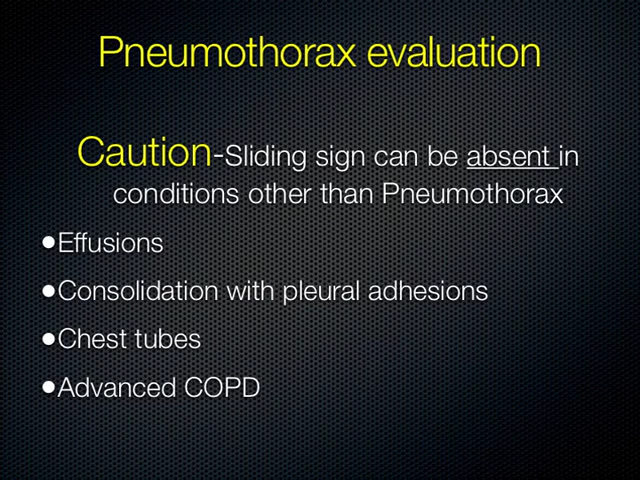 Pneumothorax evaluation
Caution-Sliding sign can be absent in
conditions other than Pneumothorax
•Effusions
•Consolidation with pleural adhesions
•Chest tubes
•Advanced COPD